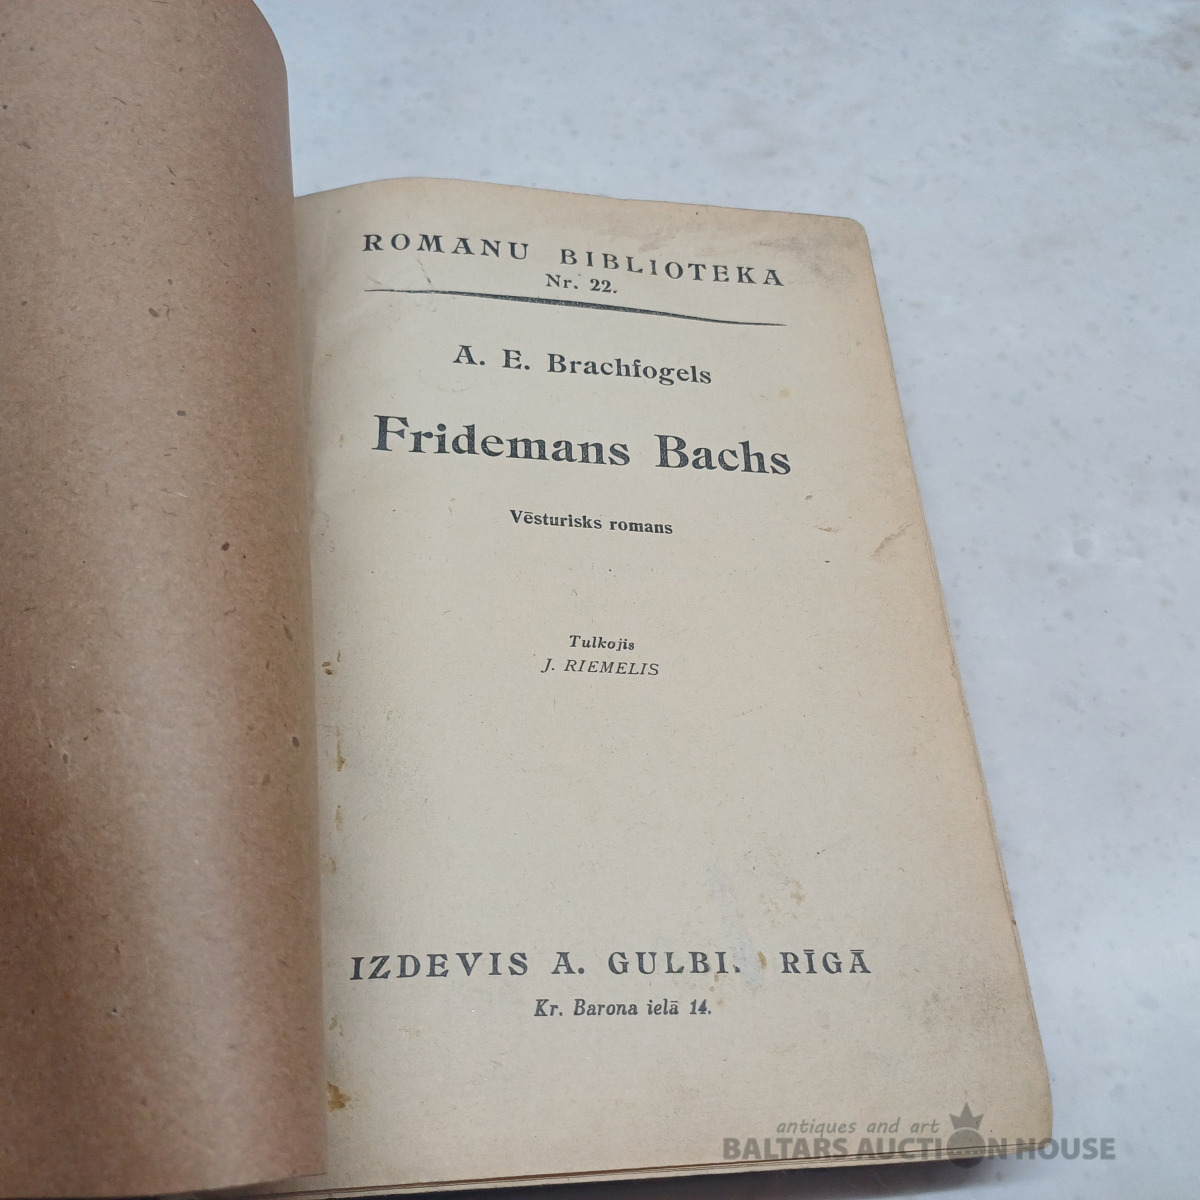 ROMANU BIBLIOTEKA
Nr. 22.
A. E. Brachfogels
Fridemans Bachs
Vēsturisks romans
Tulkojis
J. RIEMELIS
IZDEVIS A. RĪGĀ
Kr. Barona ielā 14.
antiques and art
BALTARS AUCTION HOUSE